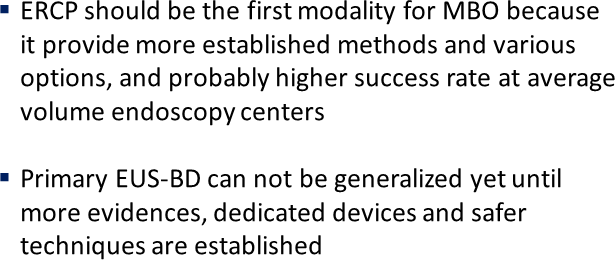 ▪ ERCP should be the first modality for MBO because
it provide more established methods and various
options, and probably higher success rate at average
volume endoscopy centers
▪ Primary EUS-BD can not be generalized yet until
more evidences, dedicated devices and safer
techniques are established